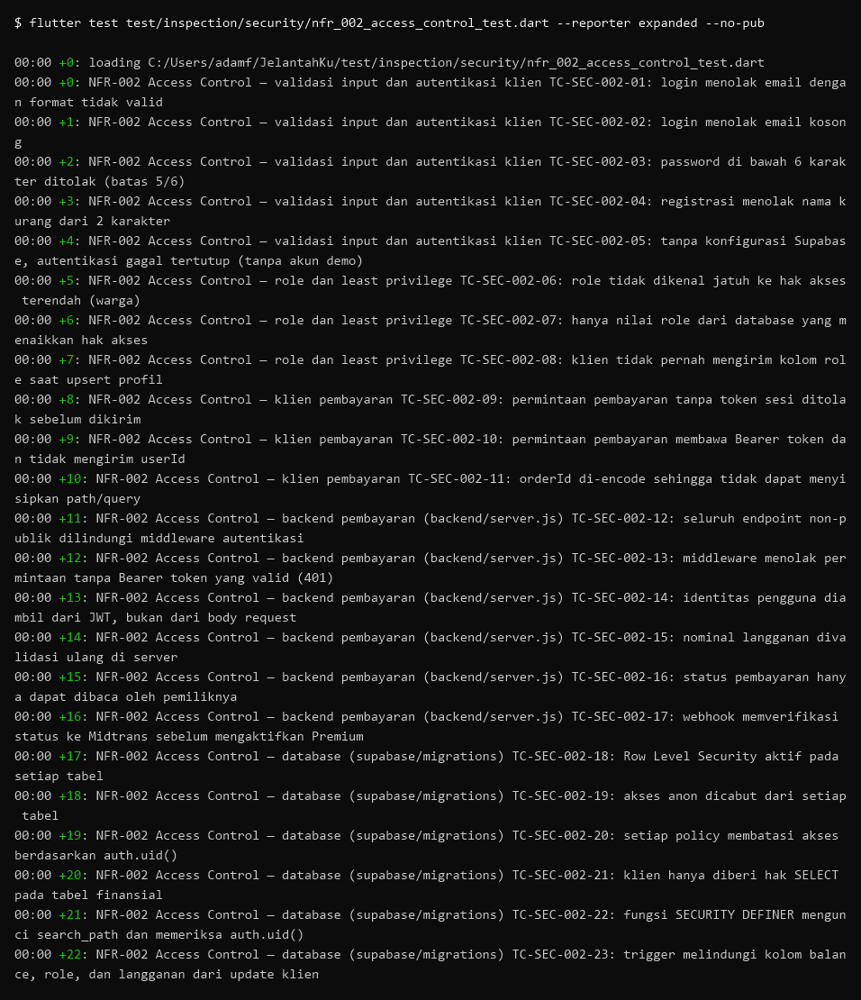 $ flutter test test/inspection/security/nfr_002_access_control_test.dart --reporter expanded --no-pub
00:00 +0: loading C:/Users/adamf/JelantahKu/test/inspection/security/nfr_002_access_control_test.dart
00:00 +0: NFR-002 Access Control — validasi input dan autentikasi klien TC-SEC-002-01: login menolak email denga
n format tidak valid
00:00 +1: NFR-002 Access Control — validasi input dan autentikasi klien TC-SEC-002-02: login menolak email koson
g
00:00 +2: NFR-002 Access Control — validasi input dan autentikasi klien TC-SEC-002-03: password di bawah 6 karak
ter ditolak (batas 5/6)
00:00 +3: NFR-002 Access Control — validasi input dan autentikasi klien TC-SEC-002-04: registrasi menolak nama k
urang dari 2 karakter
00:00 +4: NFR-002 Access Control — validasi input dan autentikasi klien TC-SEC-002-05: tanpa konfigurasi Supabas
e, autentikasi gagal tertutup (tanpa akun demo)
00:00 +5: NFR-002 Access Control — role dan least privilege TC-SEC-002-06: role tidak dikenal jatuh ke hak akses
 terendah (warga)
00:00 +6: NFR-002 Access Control — role dan least privilege TC-SEC-002-07: hanya nilai role dari database yang m
enaikkan hak akses
00:00 +7: NFR-002 Access Control — role dan least privilege TC-SEC-002-08: klien tidak pernah mengirim kolom rol
e saat upsert profil
00:00 +8: NFR-002 Access Control — klien pembayaran TC-SEC-002-09: permintaan pembayaran tanpa token sesi ditola
k sebelum dikirim
00:00 +9: NFR-002 Access Control — klien pembayaran TC-SEC-002-10: permintaan pembayaran membawa Bearer token da
n tidak mengirim userId
00:00 +10: NFR-002 Access Control — klien pembayaran TC-SEC-002-11: orderId di-encode sehingga tidak dapat menyi
sipkan path/query
00:00 +11: NFR-002 Access Control — backend pembayaran (backend/server.js) TC-SEC-002-12: seluruh endpoint non-p
ublik dilindungi middleware autentikasi
00:00 +12: NFR-002 Access Control — backend pembayaran (backend/server.js) TC-SEC-002-13: middleware menolak per
mintaan tanpa Bearer token yang valid (401)
00:00 +13: NFR-002 Access Control — backend pembayaran (backend/server.js) TC-SEC-002-14: identitas pengguna dia
mbil dari JWT, bukan dari body request
00:00 +14: NFR-002 Access Control — backend pembayaran (backend/server.js) TC-SEC-002-15: nominal langganan diva
lidasi ulang di server
00:00 +15: NFR-002 Access Control — backend pembayaran (backend/server.js) TC-SEC-002-16: status pembayaran hany
a dapat dibaca oleh pemiliknya
00:00 +16: NFR-002 Access Control — backend pembayaran (backend/server.js) TC-SEC-002-17: webhook memverifikasi
status ke Midtrans sebelum mengaktifkan Premium
00:00 +17: NFR-002 Access Control — database (supabase/migrations) TC-SEC-002-18: Row Level Security aktif pada
setiap tabel
00:00 +18: NFR-002 Access Control — database (supabase/migrations) TC-SEC-002-19: akses anon dicabut dari setiap
 tabel
00:00 +19: NFR-002 Access Control — database (supabase/migrations) TC-SEC-002-20: setiap policy membatasi akses
berdasarkan auth.uid()
00:00 +20: NFR-002 Access Control — database (supabase/migrations) TC-SEC-002-21: klien hanya diberi hak SELECT
pada tabel finansial
00:00 +21: NFR-002 Access Control — database (supabase/migrations) TC-SEC-002-22: fungsi SECURITY DEFINER mengun
ci search_path dan memeriksa auth.uid()
00:00 +22: NFR-002 Access Control — database (supabase/migrations) TC-SEC-002-23: trigger melindungi kolom balan
ce, role, dan langganan dari update klien